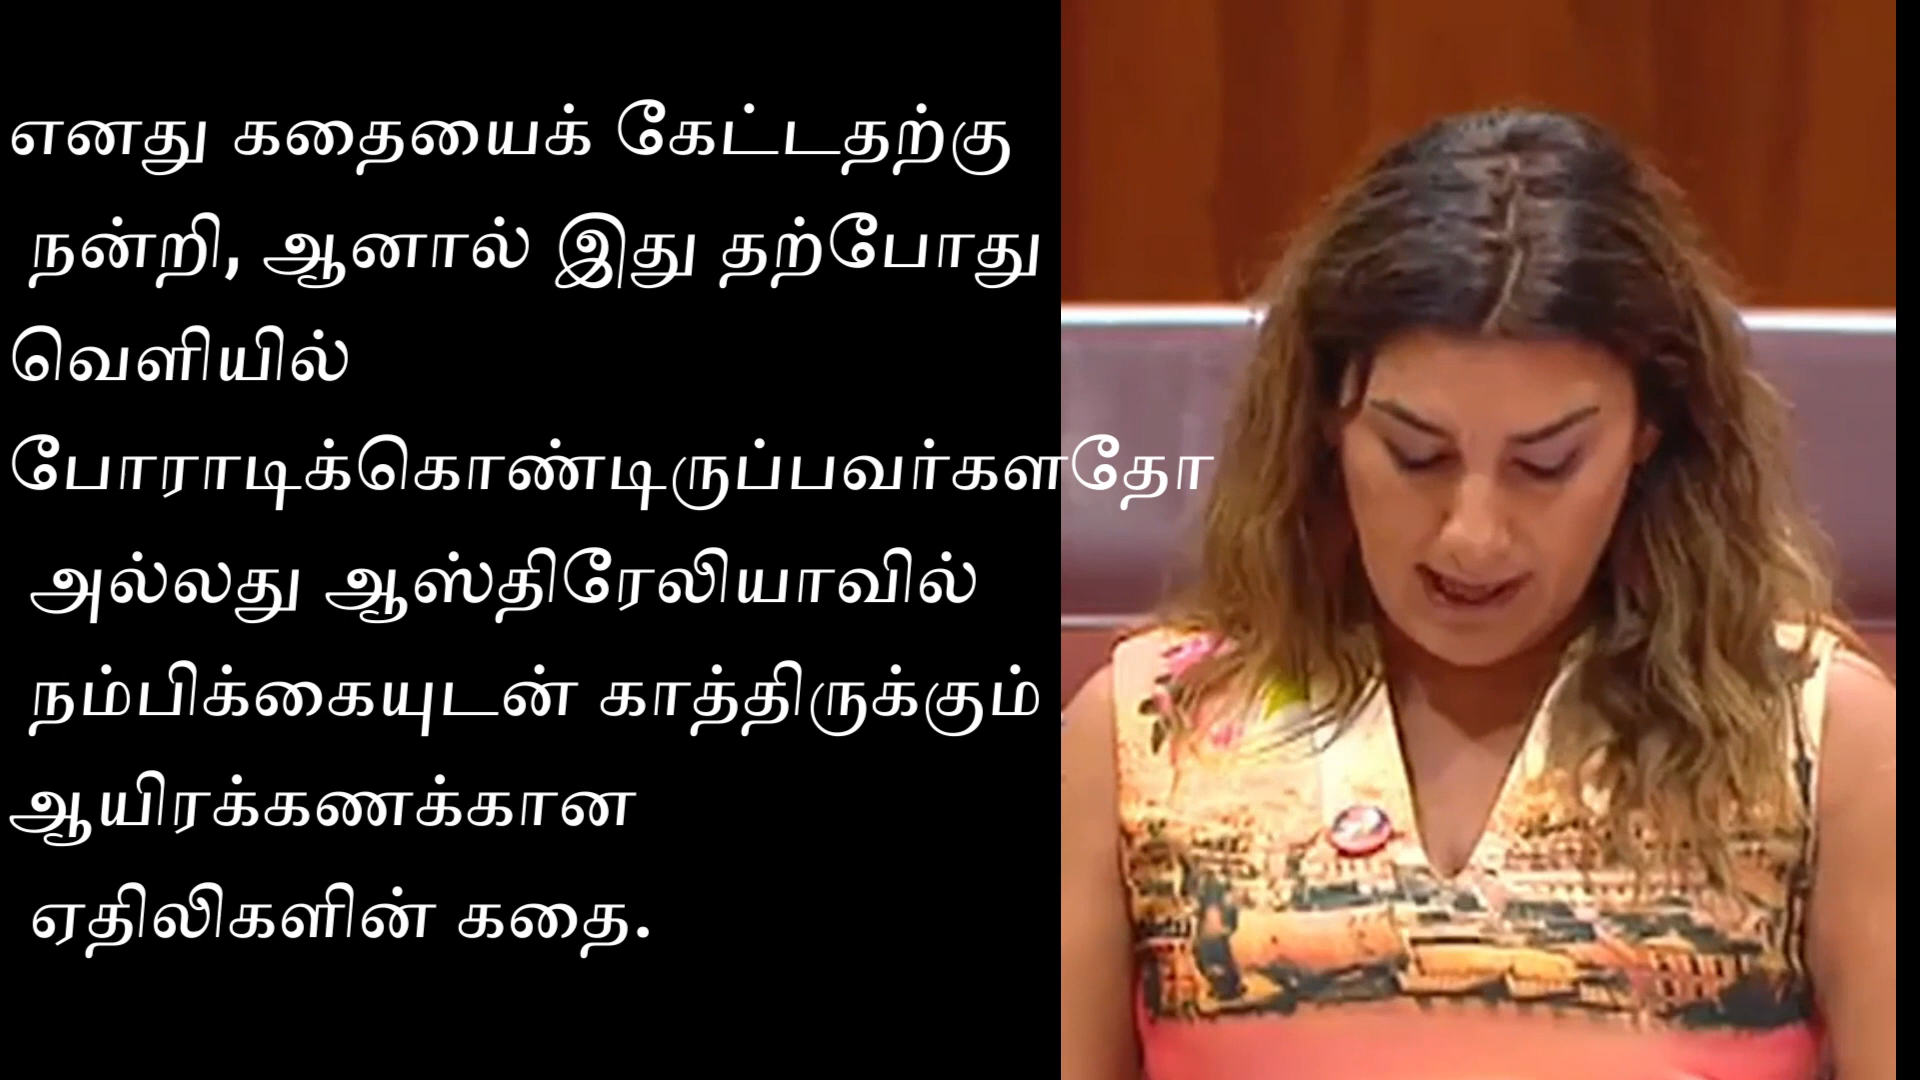 எனது கதையைக் கேட்டதற்கு
நன்றி, ஆனால் இது தற்போது
வெளியில்
போராடிக்கொண்டிருப்பவர்களதோ
அல்லது ஆஸ்திரேலியாவில்
நம்பிக்கையுடன் காத்திருக்கும்
ஆயிரக்கணக்கான
ஏதிலிகளின் கதை.